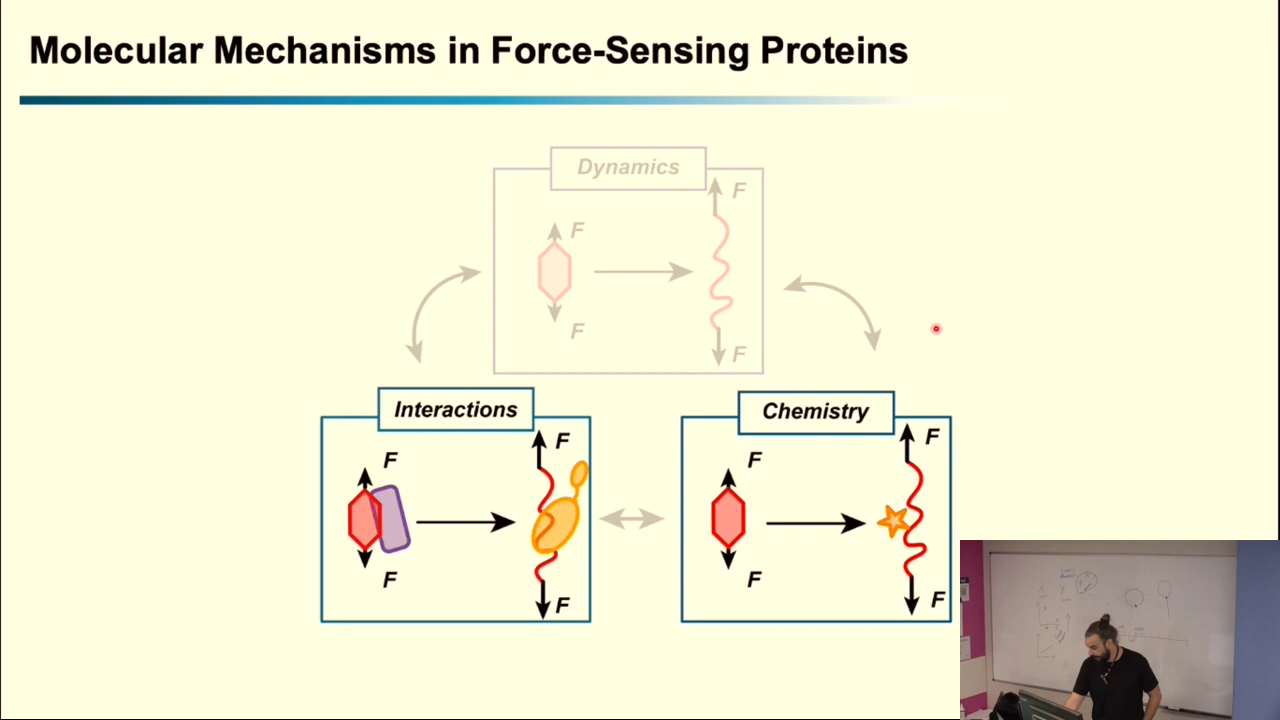 Molecular Mechanisms in Force-Sensing Proteins
Dynamics
F
F
F
F
Interactions
F
F
F
F
Chemistry
F
F
F
F